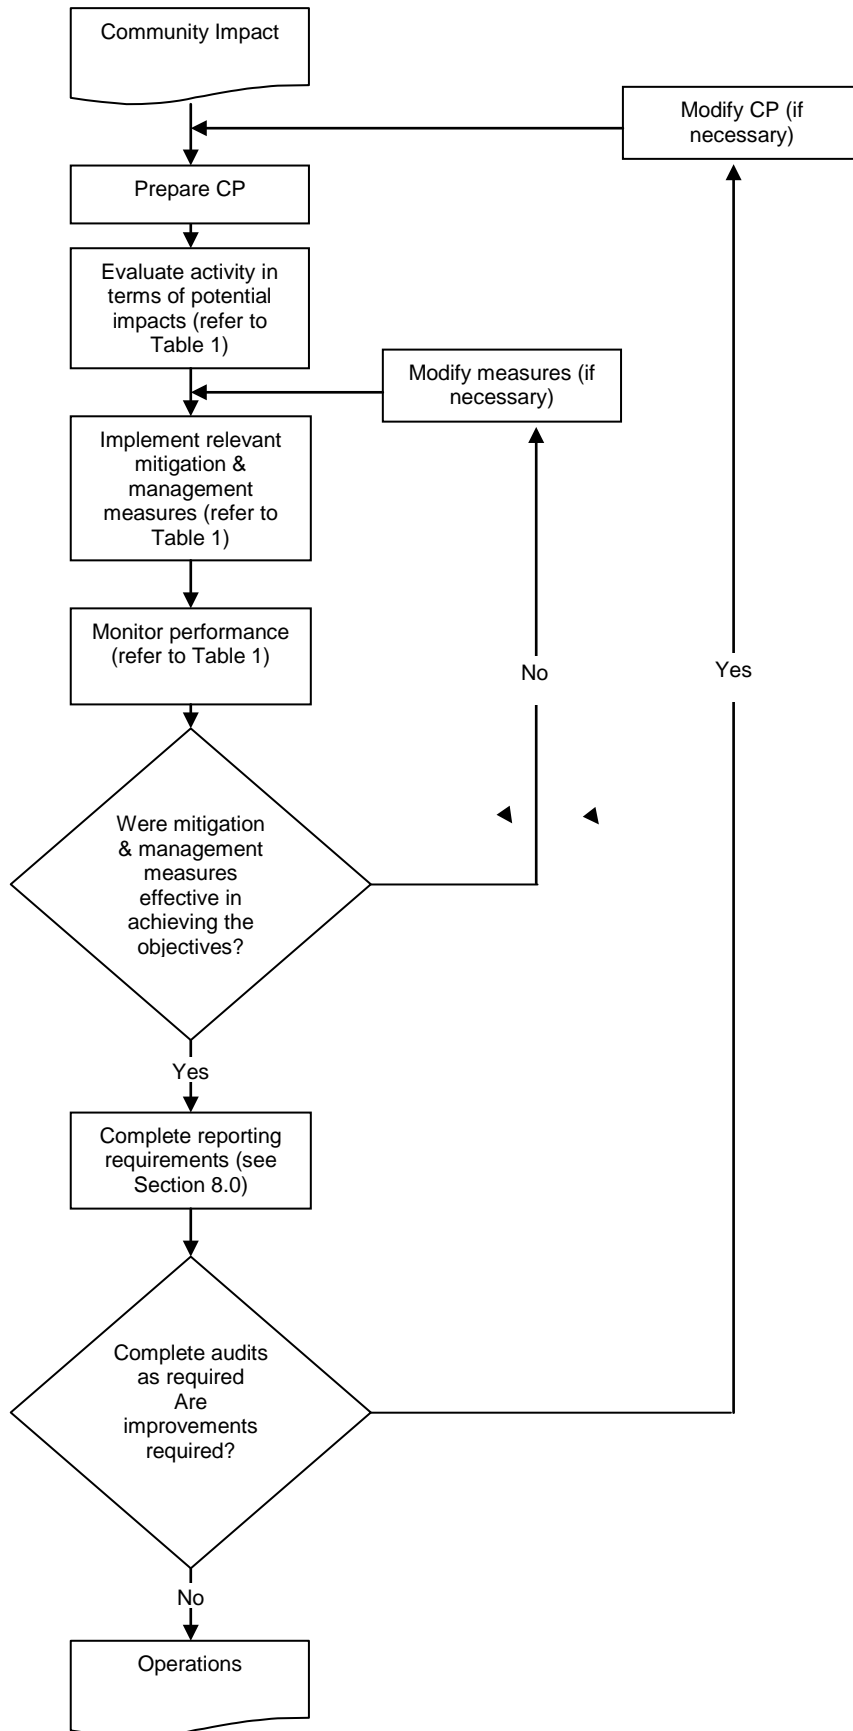 Community Impact
Modify CP (if
necessary)
Prepare CP
Evaluate activity in
terms of potential
impacts (refer to
Table 1)
Modify measures (if
necessary)
Implement relevant
mitigation &
management
measures (refer to
Table 1)
Monitor performance
(refer to Table 1)
No
Yes
Were mitigation
& management
measures
effective in
achieving the
objectives?
Yes
Complete reporting
requirements (see
Section 8.0)
Complete audits
as required
Are
improvements
required?
No
Operations